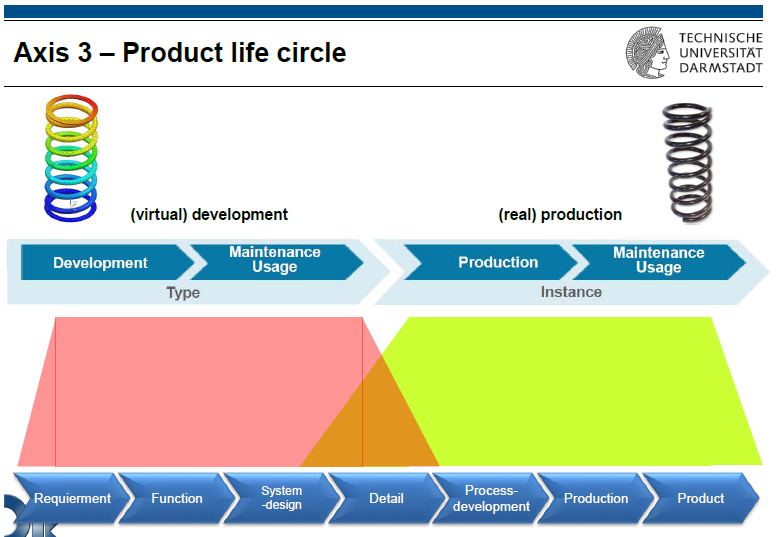 Axis 3 – Product life circle
TECHNISCHE
UNIVERSITÄT
DARMSTADT
(virtual) development
(real) production
Development
Maintenance
Usage
Production
Maintenance
Usage
Type
Instance
Requierment
Function
System
-design
Detail
Process-
development
Production
Product